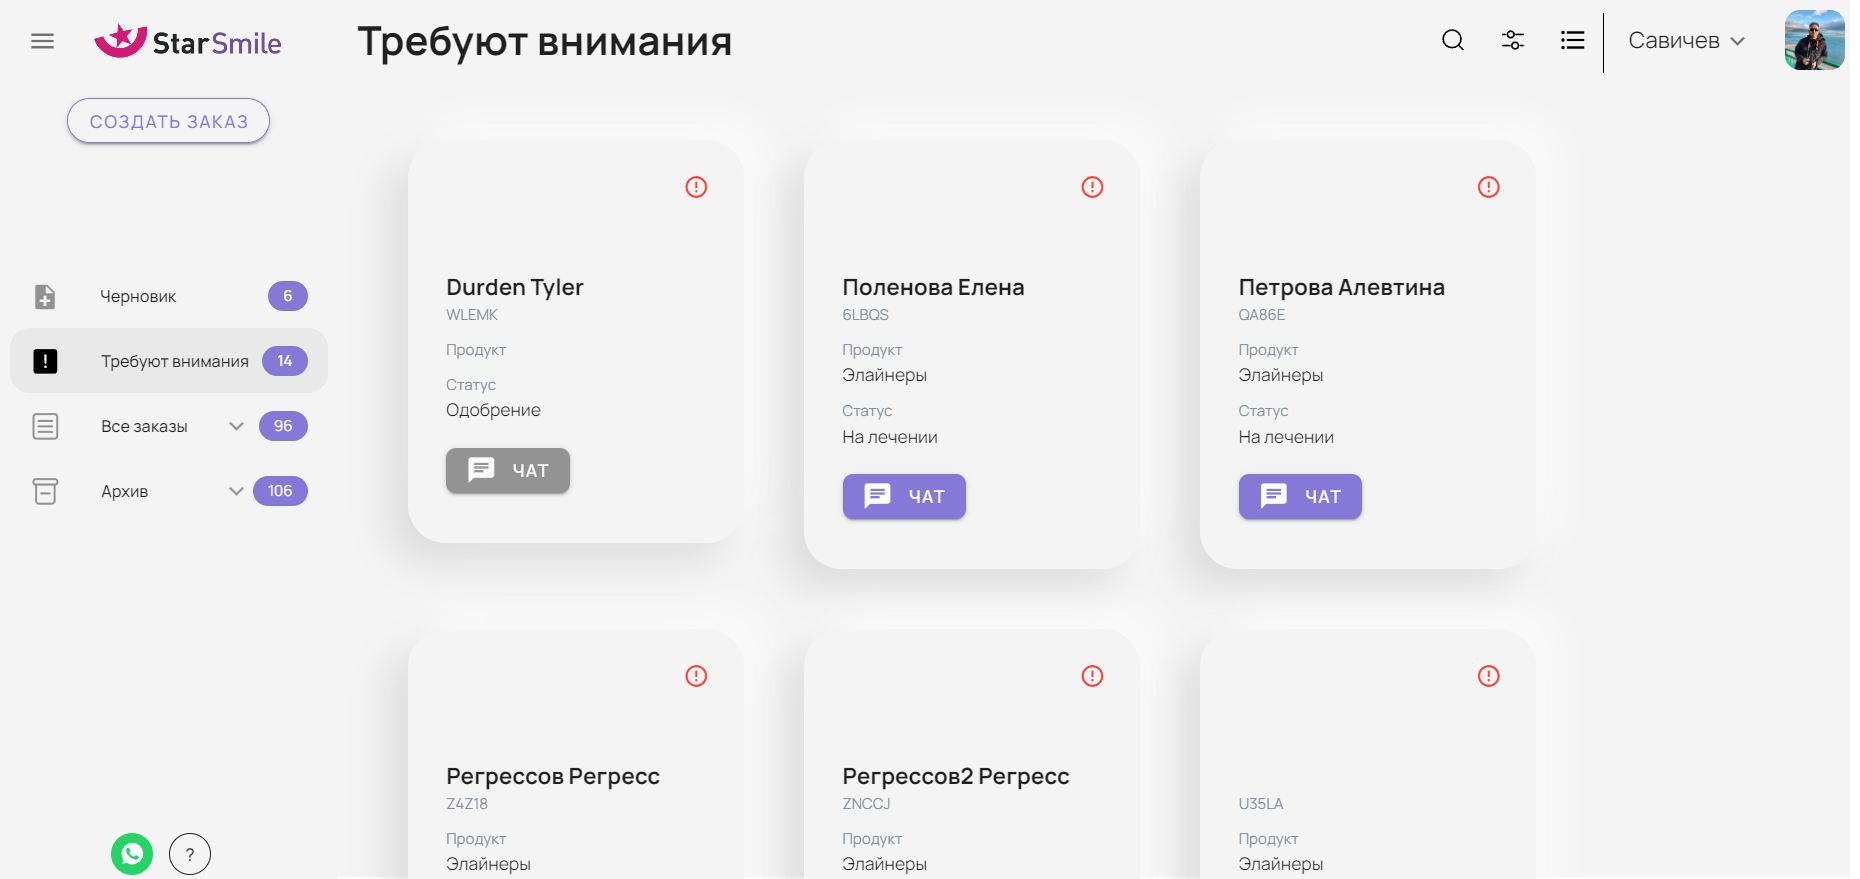 StarSmile
Требуют внимания
Савичев
СОЗДАТЬ ЗАКАЗ
Черновик 6
Требуют внимания 14
Все заказы 96
Архив 106
?
Durden Tyler
WLEMK
Продукт
Статус
Одобрение
ЧАТ
Поленова Елена
6LBQS
Продукт
Элайнеры
Статус
На лечении
ЧАТ
Петрова Алевтина
QA86E
Продукт
Элайнеры
Статус
На лечении
ЧАТ
Регрессов Регресс
Z4Z18
Продукт
Элайнеры
Регрессов2 Регресс
ZNCCJ
Продукт
Элайнеры
U35LA
Продукт
Элайнеры